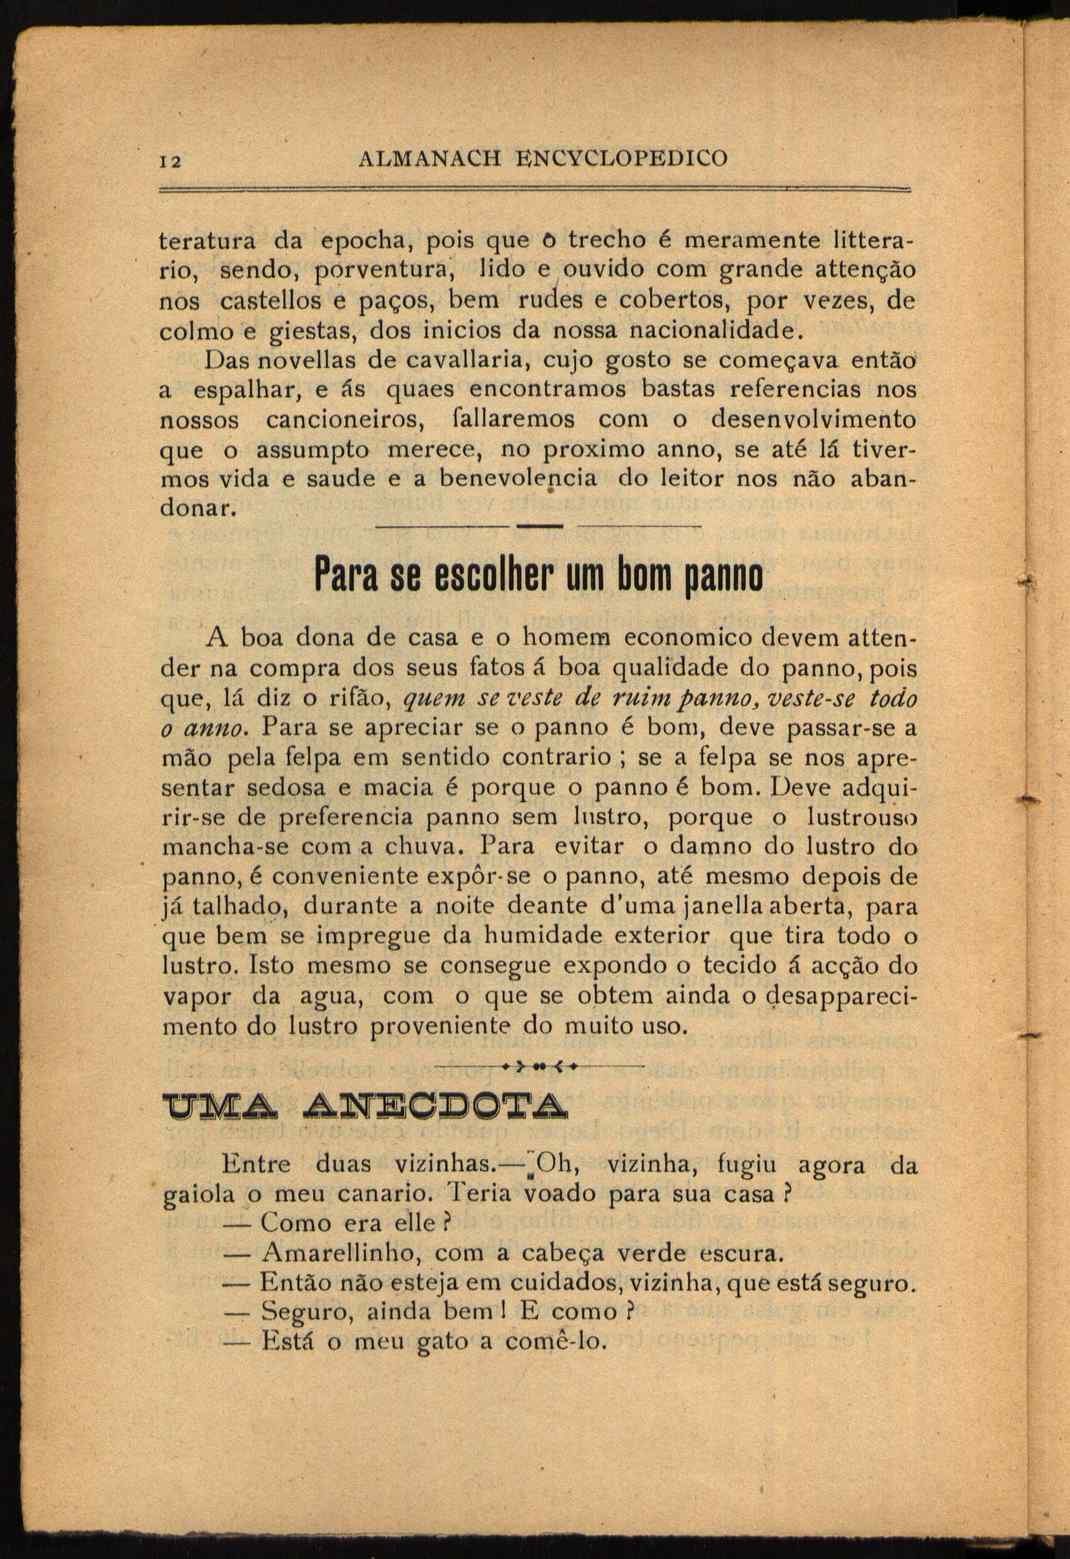 12 ALMANACH ENCYCLOPEDICO
teratura da epocha, pois que o trecho é meramente littera-
rio, sendo, porventura, lido e ouvido com grande attenção
nos castellos e paços, bem rudes e cobertos, por vezes, de
colmo e giestas, dos inicios da nossa nacionalidade.
Das novellas de cavallaria, cujo gosto se começava então
a espalhar, e ás quaes encontramos bastas referencias nos
nossos cancioneiros, fallaremos com o desenvolvimento
que o assumpto merece, no proximo anno, se até lá tiver-
mos vida e saude e a benevolencia do leitor nos não aban-
donar.
Para se escolher um bom panno
A boa dona de casa e o homem economico devem atten-
der na compra dos seus fatos á boa qualidade do panno, pois
que, lá diz o rifão, quem se veste de ruim panno, veste-se todo
o anno. Para se apreciar se o panno é bom, deve passar-se a
mão pela felpa em sentido contrario ; se a felpa se nos apre-
sentar sedosa e macia é porque o panno é bom. Deve adqui-
rir-se de preferencia panno sem lustro, porque o lustrouso
mancha-se com a chuva. Para evitar o damno do lustro do
panno, é conveniente expôr-se o panno, até mesmo depois de
já talhado, durante a noite deante d'uma janella aberta, para
que bem se impregue da humidade exterior que tira todo o
lustro. Isto mesmo se consegue expondo o tecido á acção do
vapor da agua, com o que se obtem ainda o desappareci-
mento do lustro proveniente do muito uso.
UMA ANECDOTA
Entre duas vizinhas.— Oh, vizinha, fugiu agora da
gaiola o meu canario. Teria voado para sua casa ?
— Como era elle ?
— Amarellinho, com a cabeça verde escura.
— Então não esteja em cuidados, vizinha, que está seguro.
— Seguro, ainda bem ! E como ?
— Está o meu gato a comê-lo.